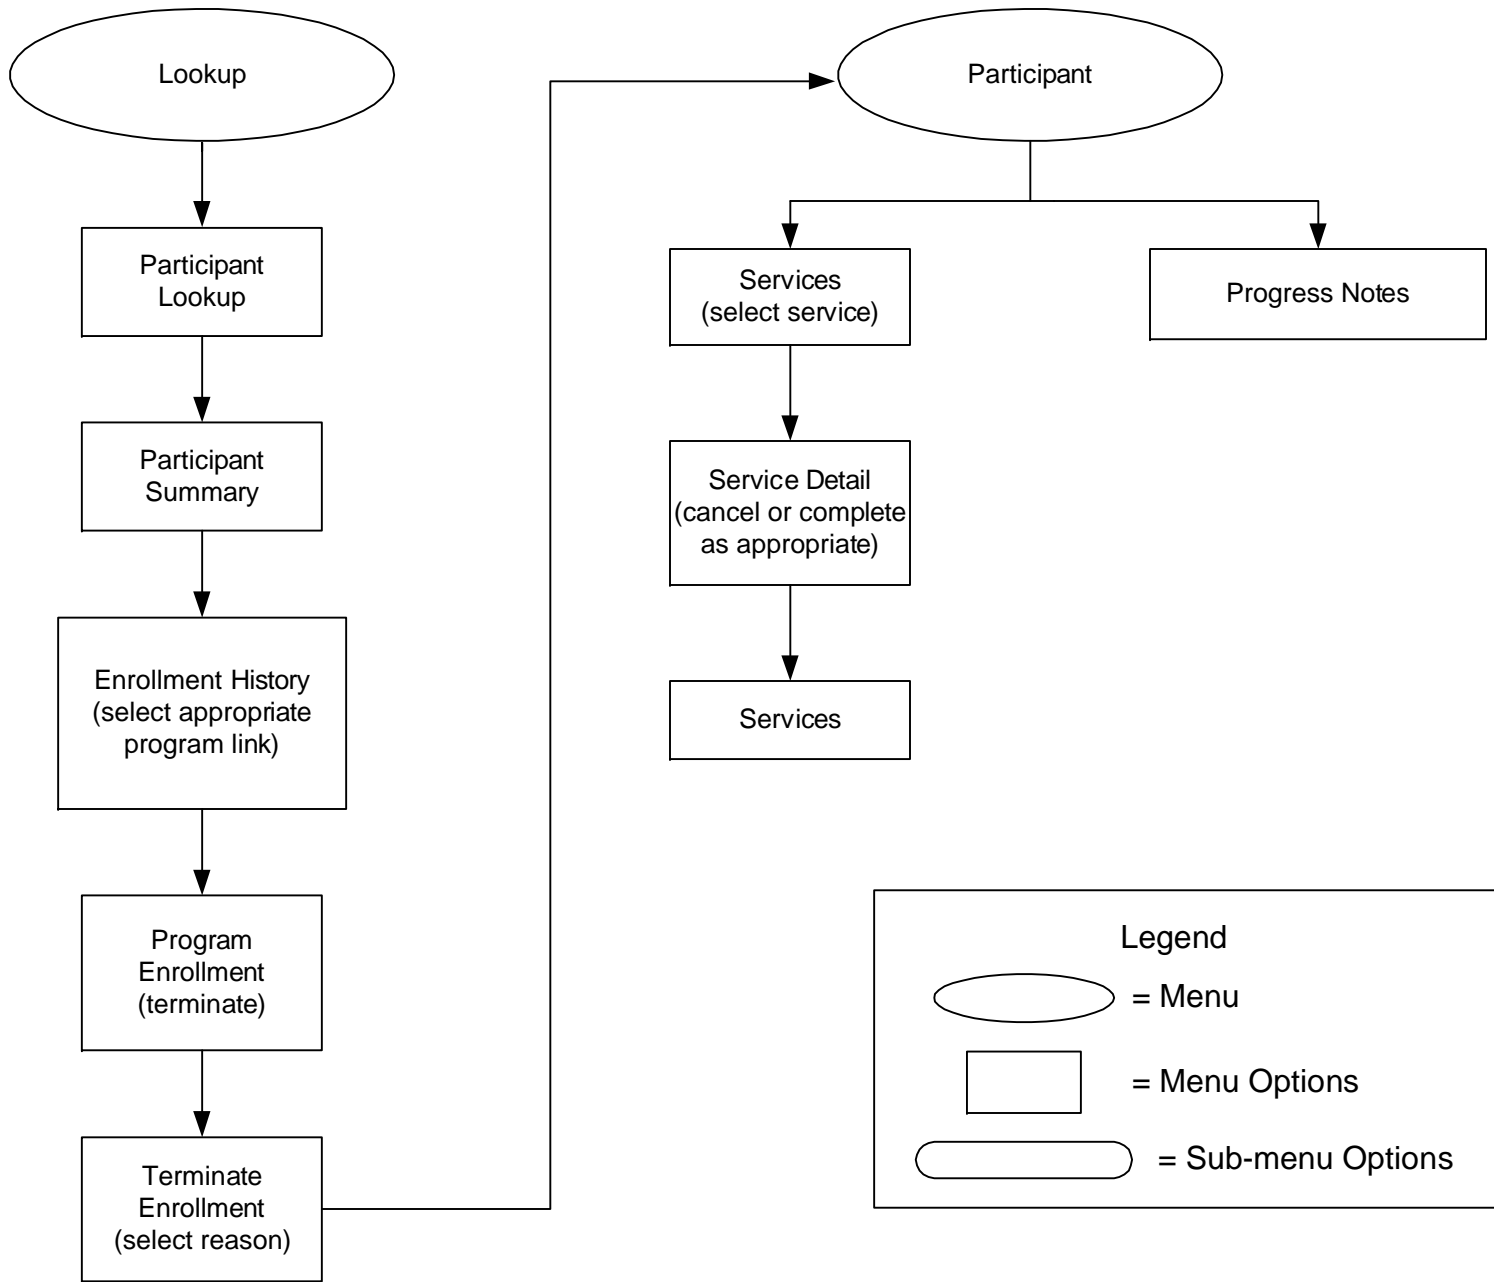 Lookup
Participant
Lookup
Participant
Summary
Enrollment History
(select appropriate
program link)
Program
Enrollment
(terminate)
Terminate
Enrollment
(select reason)
Participant
Services
(select service)
Progress Notes
Service Detail
(cancel or complete
as appropriate)
Services
Legend
= Menu
= Menu Options
= Sub-menu Options